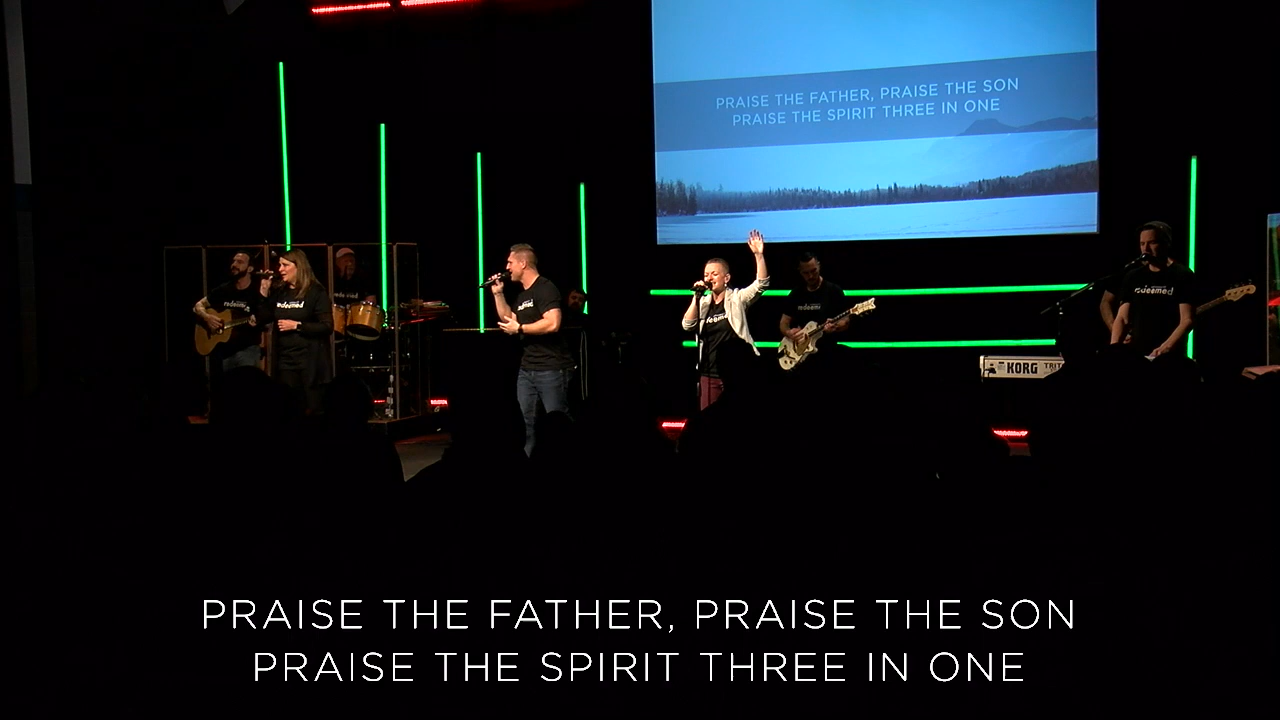 PRAISE THE FATHER, PRAISE THE SON
PRAISE THE SPIRIT THREE IN ONE
redeemed
redeemed
redeemed
KORG
redeemed
PRAISE THE FATHER, PRAISE THE SON
PRAISE THE SPIRIT THREE IN ONE